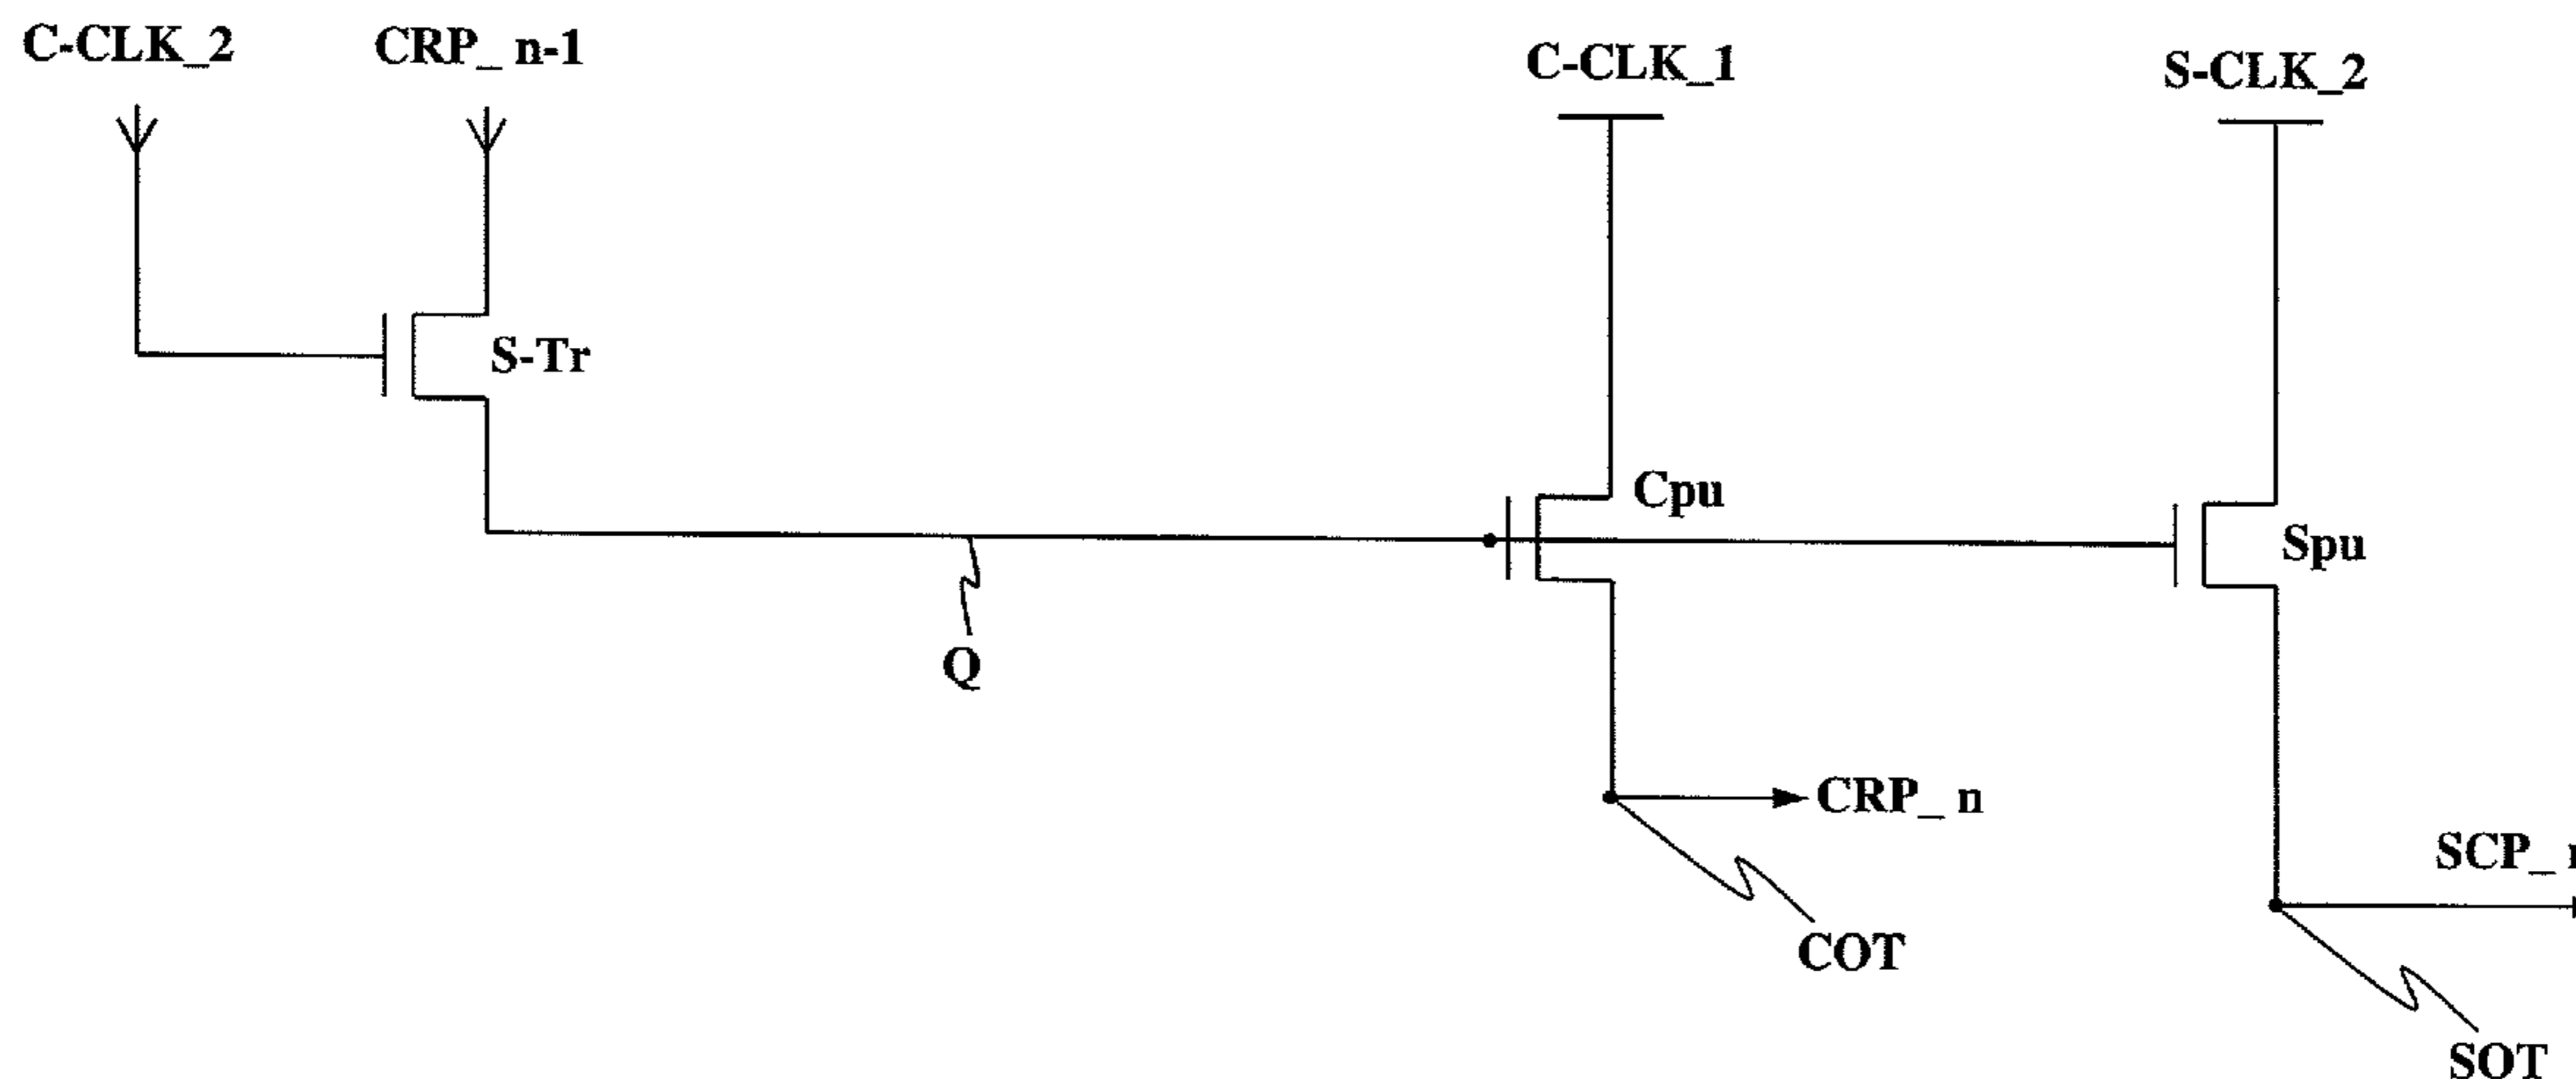 C-CLK_2
CRP_ n-1
C-CLK_1
S-CLK_2
S-Tr
Cpu
Spu
Q
CRP_ n
COT
SCP_
SOT